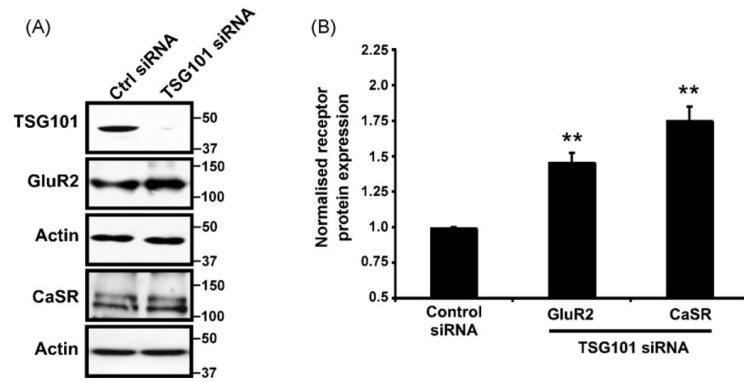 (A)
Ctrl siRNA
TSG101 siRNA
TSG101
50
37
GluR2
150
100
Actin
50
37
CaSR
150
100
Actin
50
37
(B)
Normalised receptor
protein expression
2.25
2.0
1.75
1.5
1.25
1.0
0.75
0.5
**
**
Control
siRNA
GluR2
CaSR
TSG101 siRNA